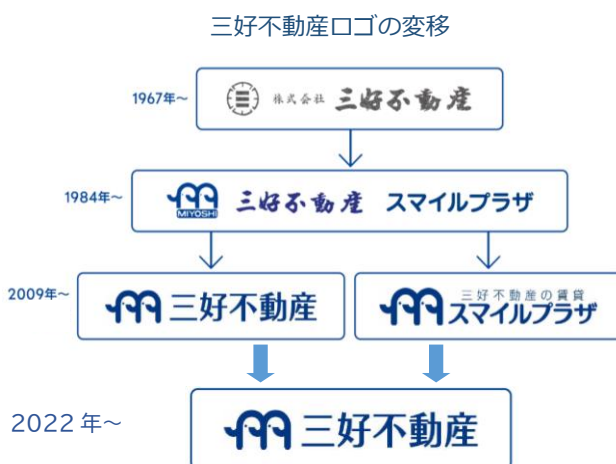 三好不動産ロゴの変移
1967年～
株式会社 三好不動産
1984年～
MIYOSHI 三好不動産 スマイルプラザ
2009年～
三好不動産
三好不動産の賃貸
スマイルプラザ
2022年～
三好不動産